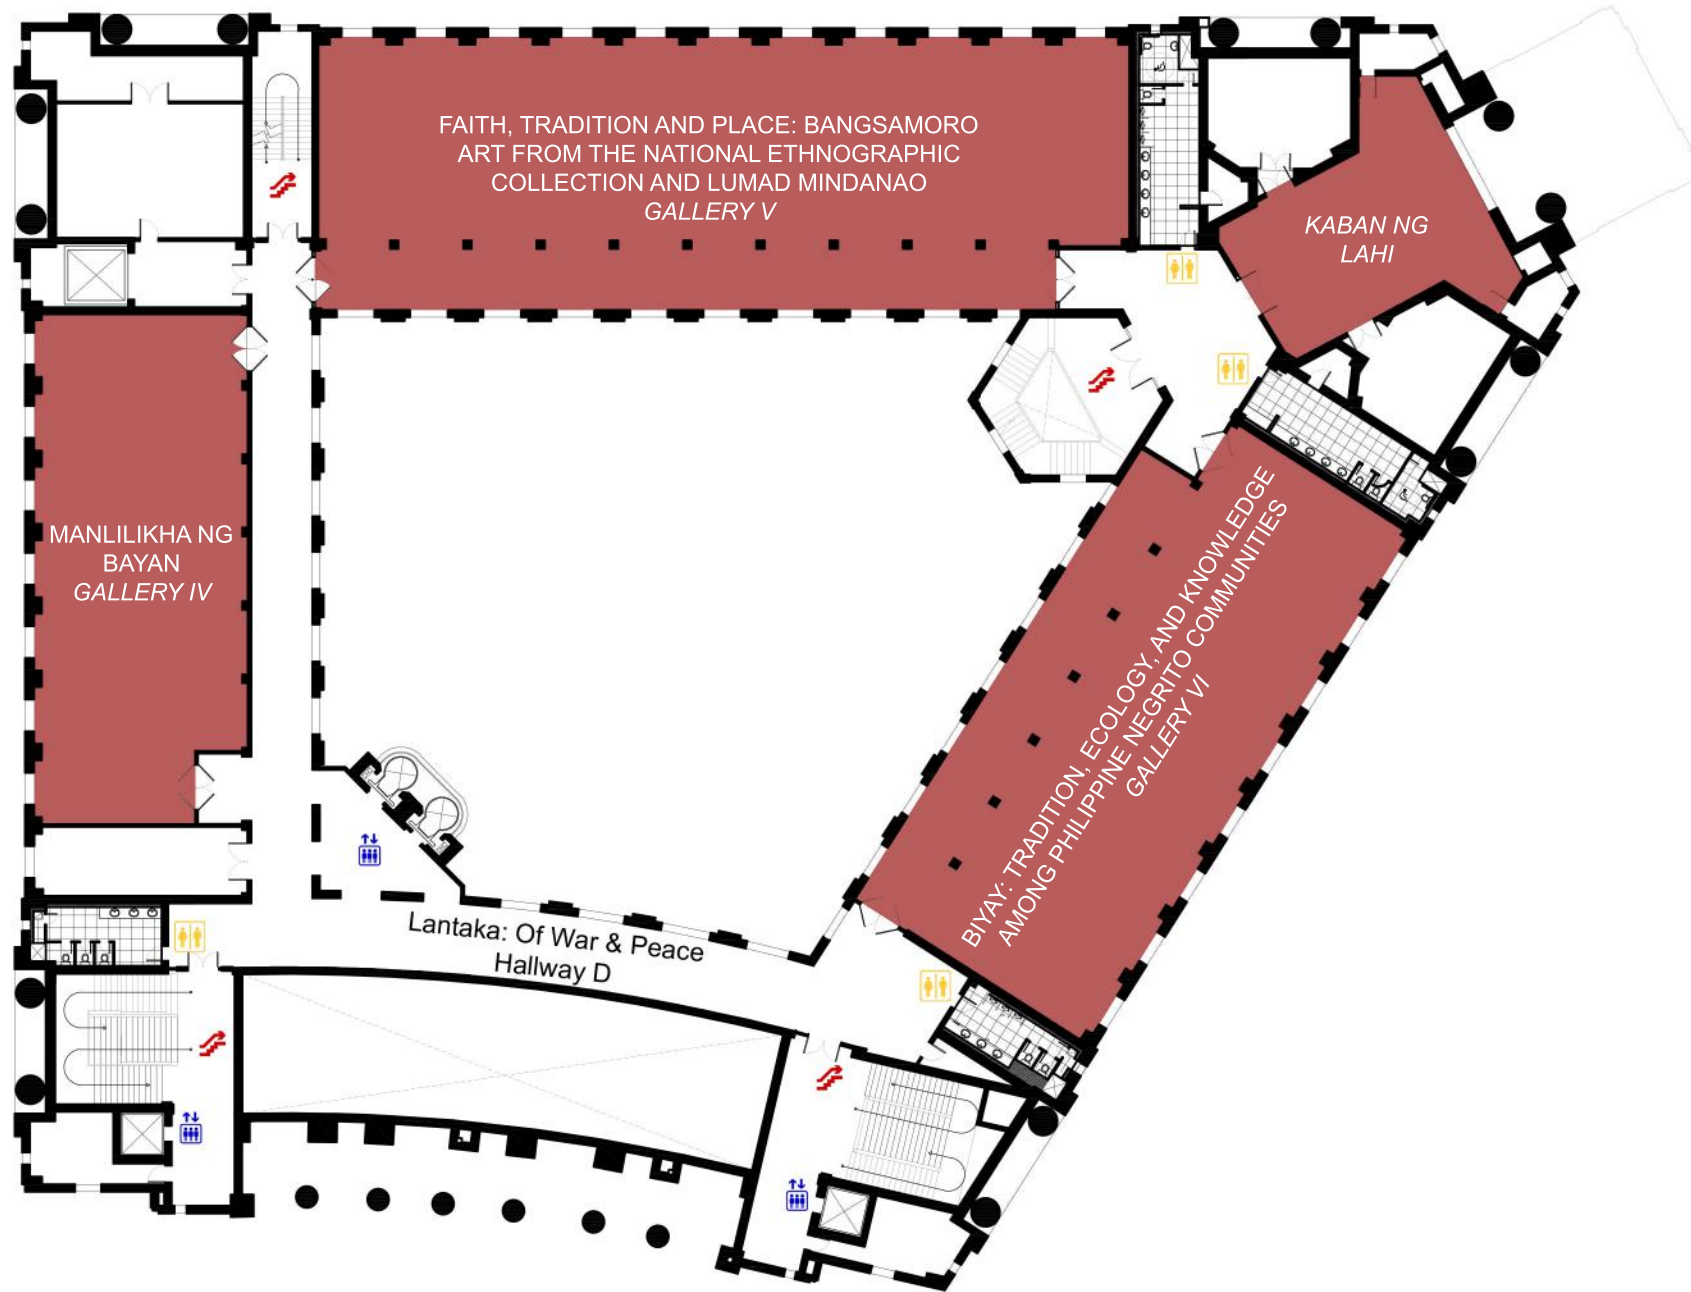 FAITH, TRADITION AND PLACE: BANGSAMORO
ART FROM THE NATIONAL ETHNOGRAPHIC
COLLECTION AND LUMAD MINDANAO
GALLERY V
KABAN NG
LAHI
MANLILIKHA NG
BAYAN
GALLERY IV
BIYAY: TRADITION, ECOLOGY, AND KNOWLEDGE
AMONG PHILIPPINE NEGRITO COMMUNITIES
GALLERY VI
Lantaka: Of War & Peace
Hallway D